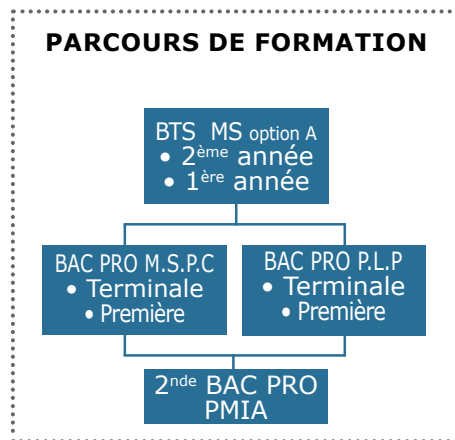 PARCOURS DE FORMATION
BTS MS option A
• 2ème année
• 1ère année
BAC PRO M.S.P.C
• Terminale
• Première
BAC PRO P.L.P
• Terminale
• Première
2nde BAC PRO
PMIA